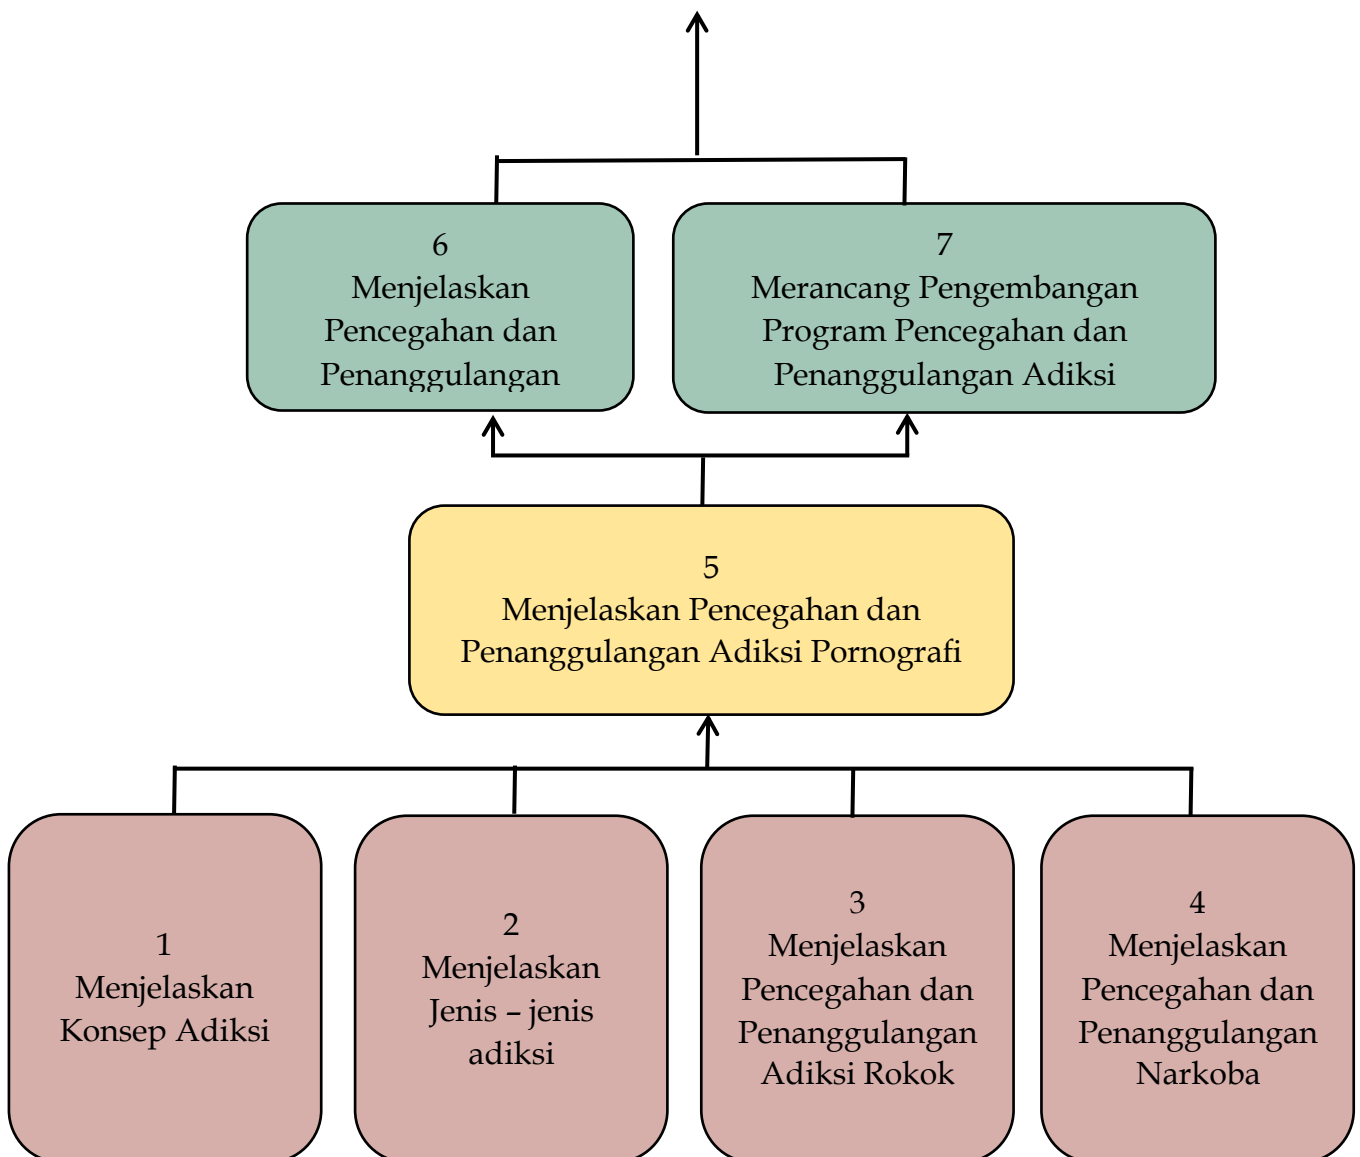 6
Menjelaskan
Pencegahan dan
Penanggulangan
7
Merancang Pengembangan
Program Pencegahan dan
Penanggulangan Adiksi
5
Menjelaskan Pencegahan dan
Penanggulangan Adiksi Pornografi
1
Menjelaskan
Konsep Adiksi
2
Menjelaskan
Jenis – jenis
adiksi
3
Menjelaskan
Pencegahan dan
Penanggulangan
Adiksi Rokok
4
Menjelaskan
Pencegahan dan
Penanggulangan
Narkoba